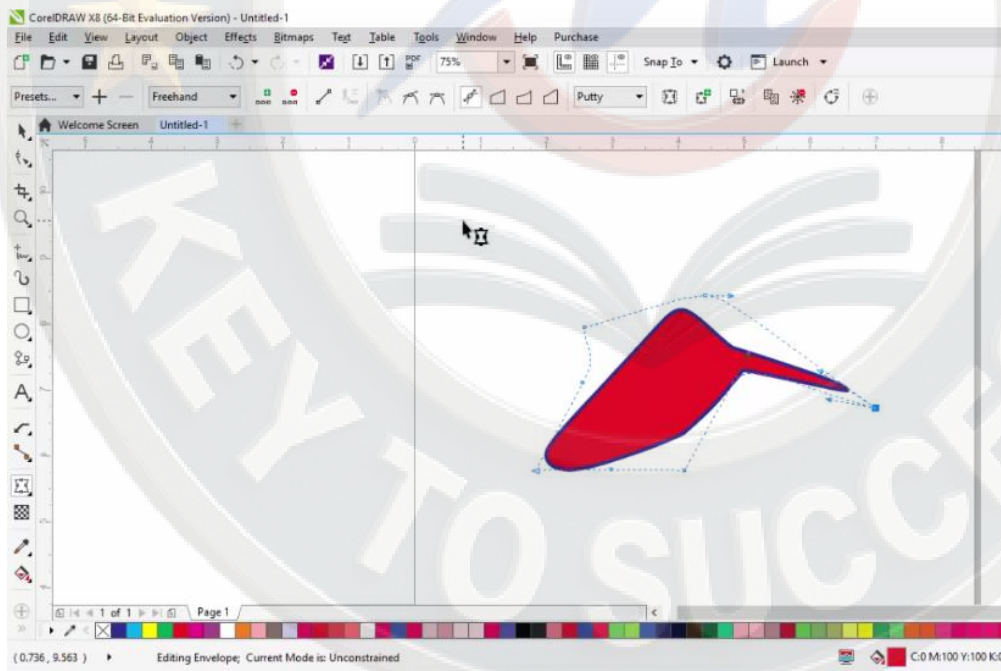 CorelDRAW X8 (64-Bit Evaluation Version) - Untitled-1
File Edit View Layout Object Effects Bitmaps Text Table Tools Window Help Purchase
PDF 75% Snap To Launch
Presets... Freehand Putty
Welcome Screen Untitled-1
KEY TO SUCCE
1 of 1 Page 1
( 0.736 , 9.563 ) Editing Envelope; Current Mode is: Unconstrained C:0 M:100 Y:100 K: